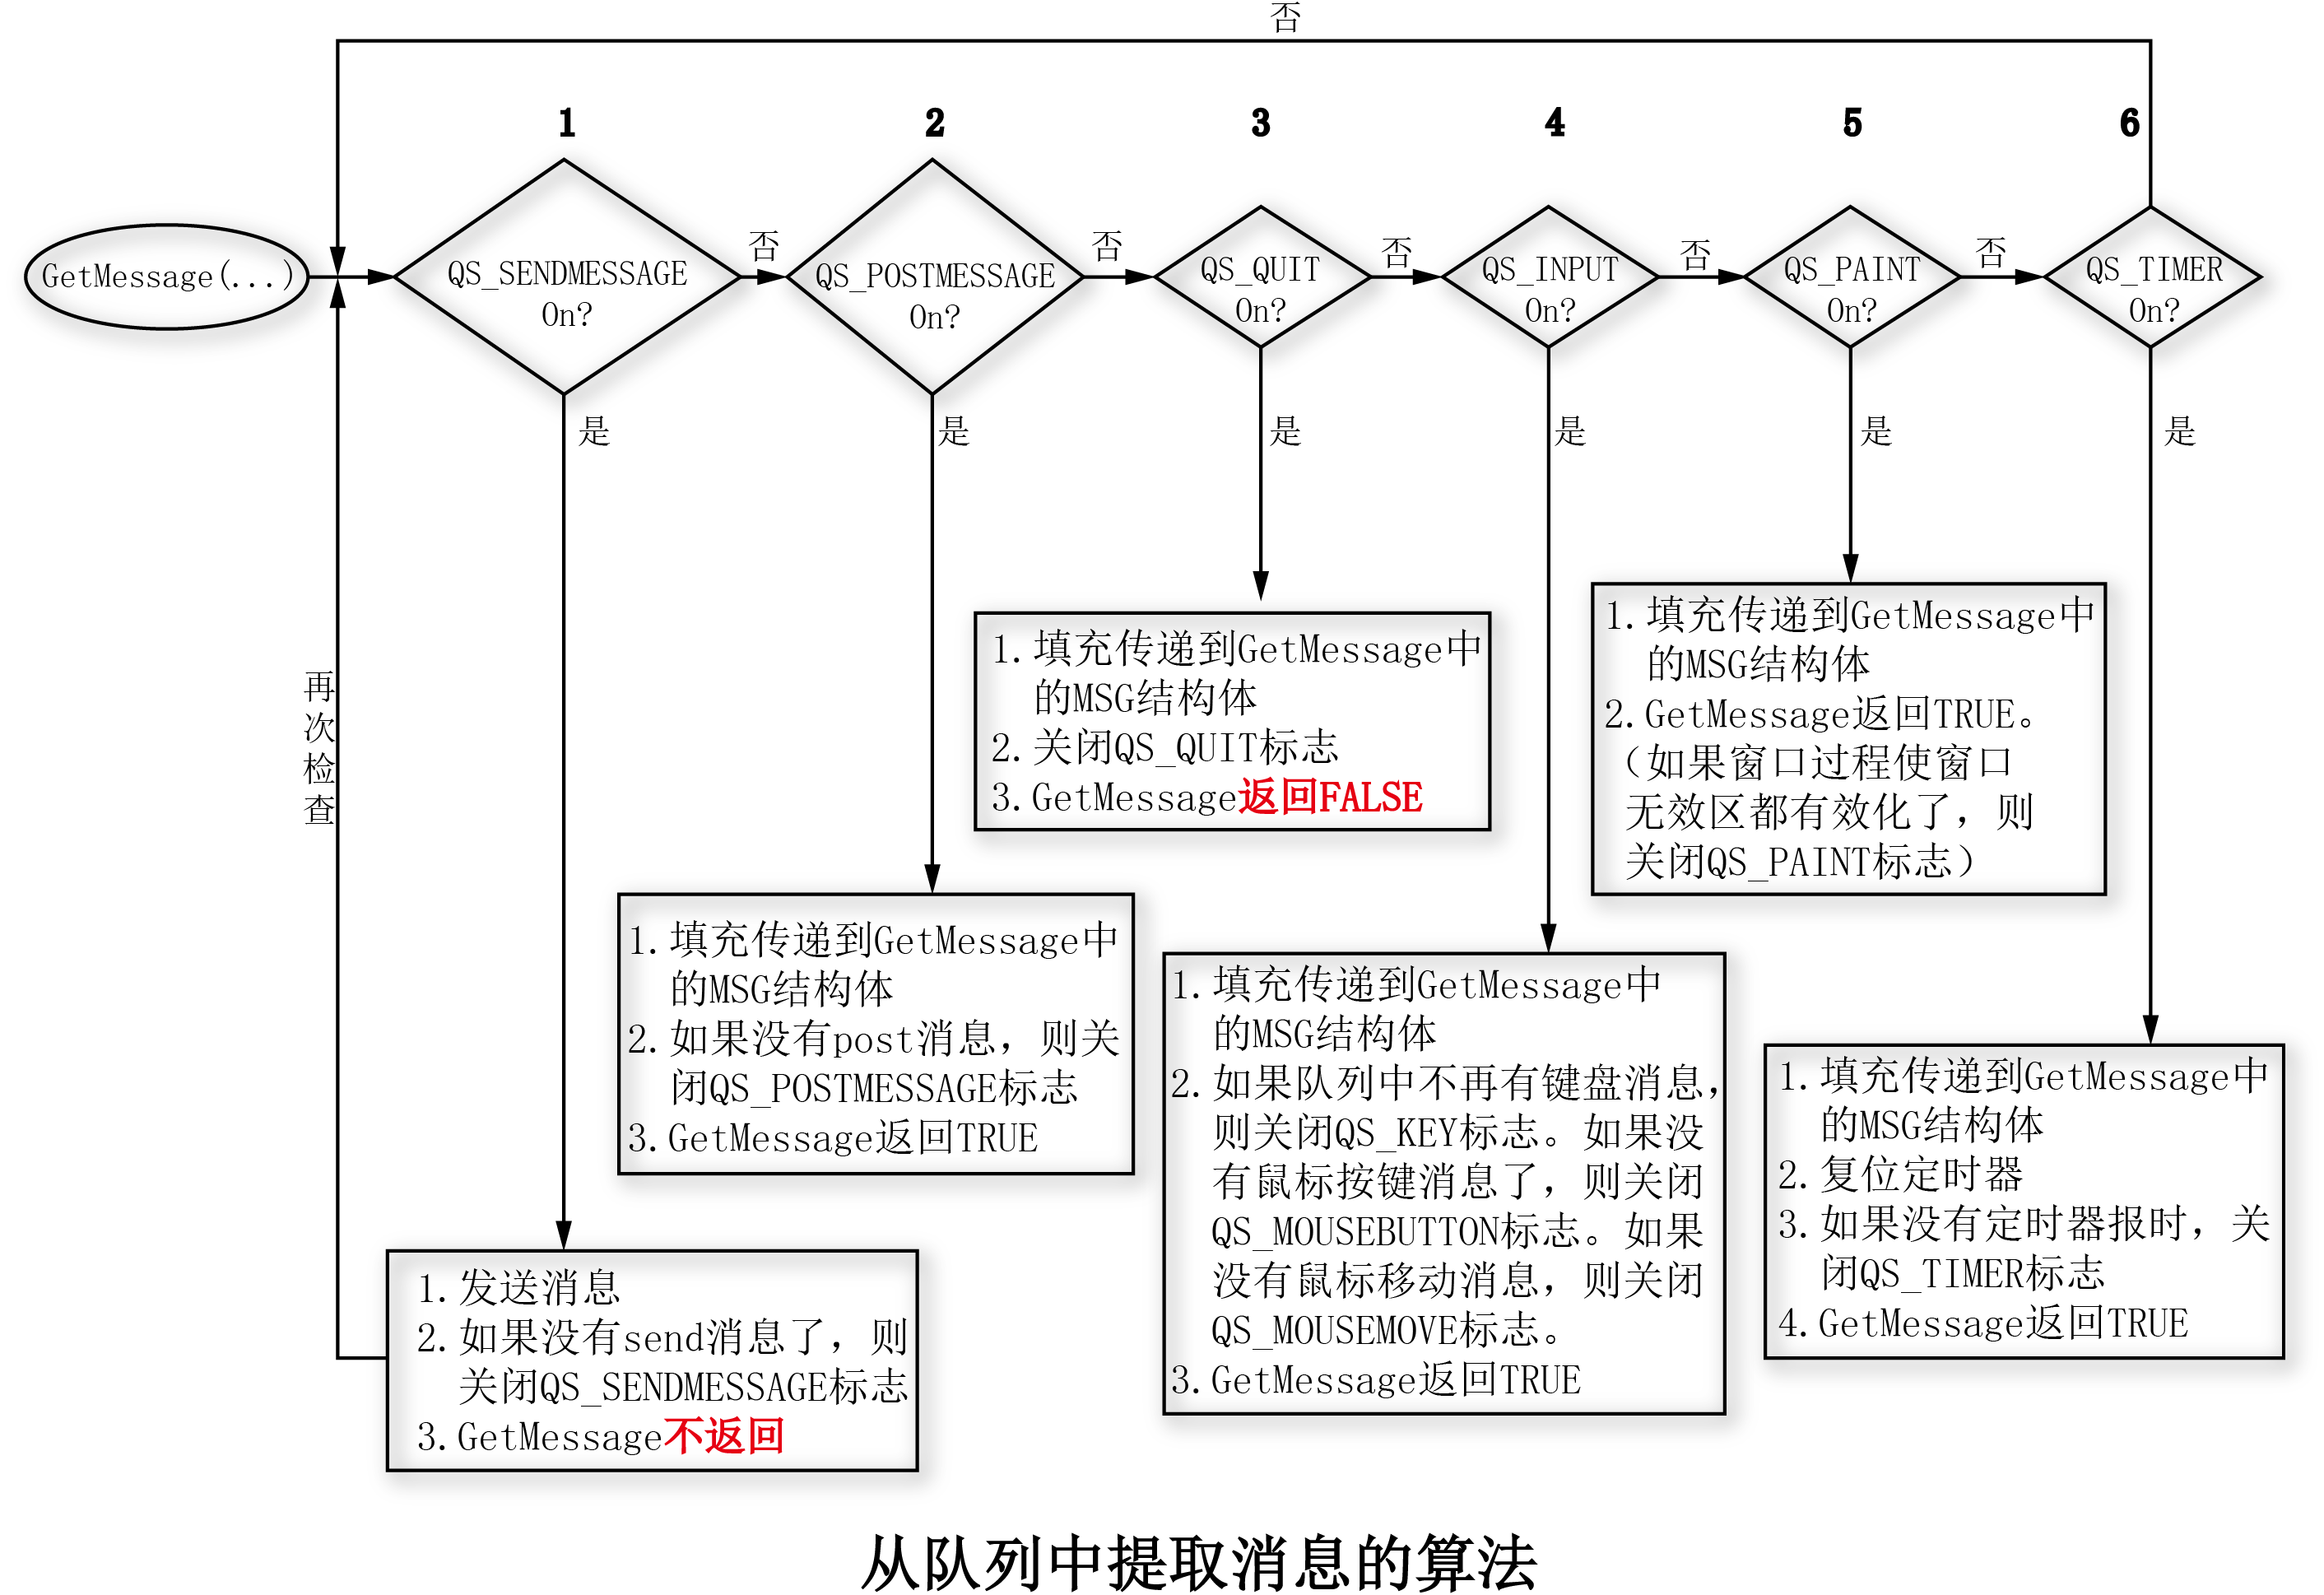 否
1
2
3
4
5
6
GetMessage(...)
QS_SENDMESSAGE
On?
否
QS_POSTMESSAGE
On?
否
QS_QUIT
On?
否
QS_INPUT
On?
否
QS_PAINT
On?
否
QS_TIMER
On?
是
是
是
是
是
是
再次检查
1.填充传递到GetMessage中
的MSG结构体
2.关闭QS_QUIT标志
3.GetMessage返回FALSE
1.填充传递到GetMessage中
的MSG结构体
2.GetMessage返回TRUE。
（如果窗口过程使窗口
无效区都有效化了，则
关闭QS_PAINT标志）
1.填充传递到GetMessage中
的MSG结构体
2.如果没有post消息，则关
闭QS_POSTMESSAGE标志
3.GetMessage返回TRUE
1.填充传递到GetMessage中
的MSG结构体
2.如果队列中不再有键盘消息，
则关闭QS_KEY标志。如果没
有鼠标按键消息了，则关闭
QS_MOUSEBUTTON标志。如果
没有鼠标移动消息，则关闭
QS_MOUSEMOVE标志。
3.GetMessage返回TRUE
1.填充传递到GetMessage中
的MSG结构体
2.复位定时器
3.如果没有定时器报时，关
闭QS_TIMER标志
4.GetMessage返回TRUE
1.发送消息
2.如果没有send消息了，则
关闭QS_SENDMESSAGE标志
3.GetMessage不返回
从队列中提取消息的算法